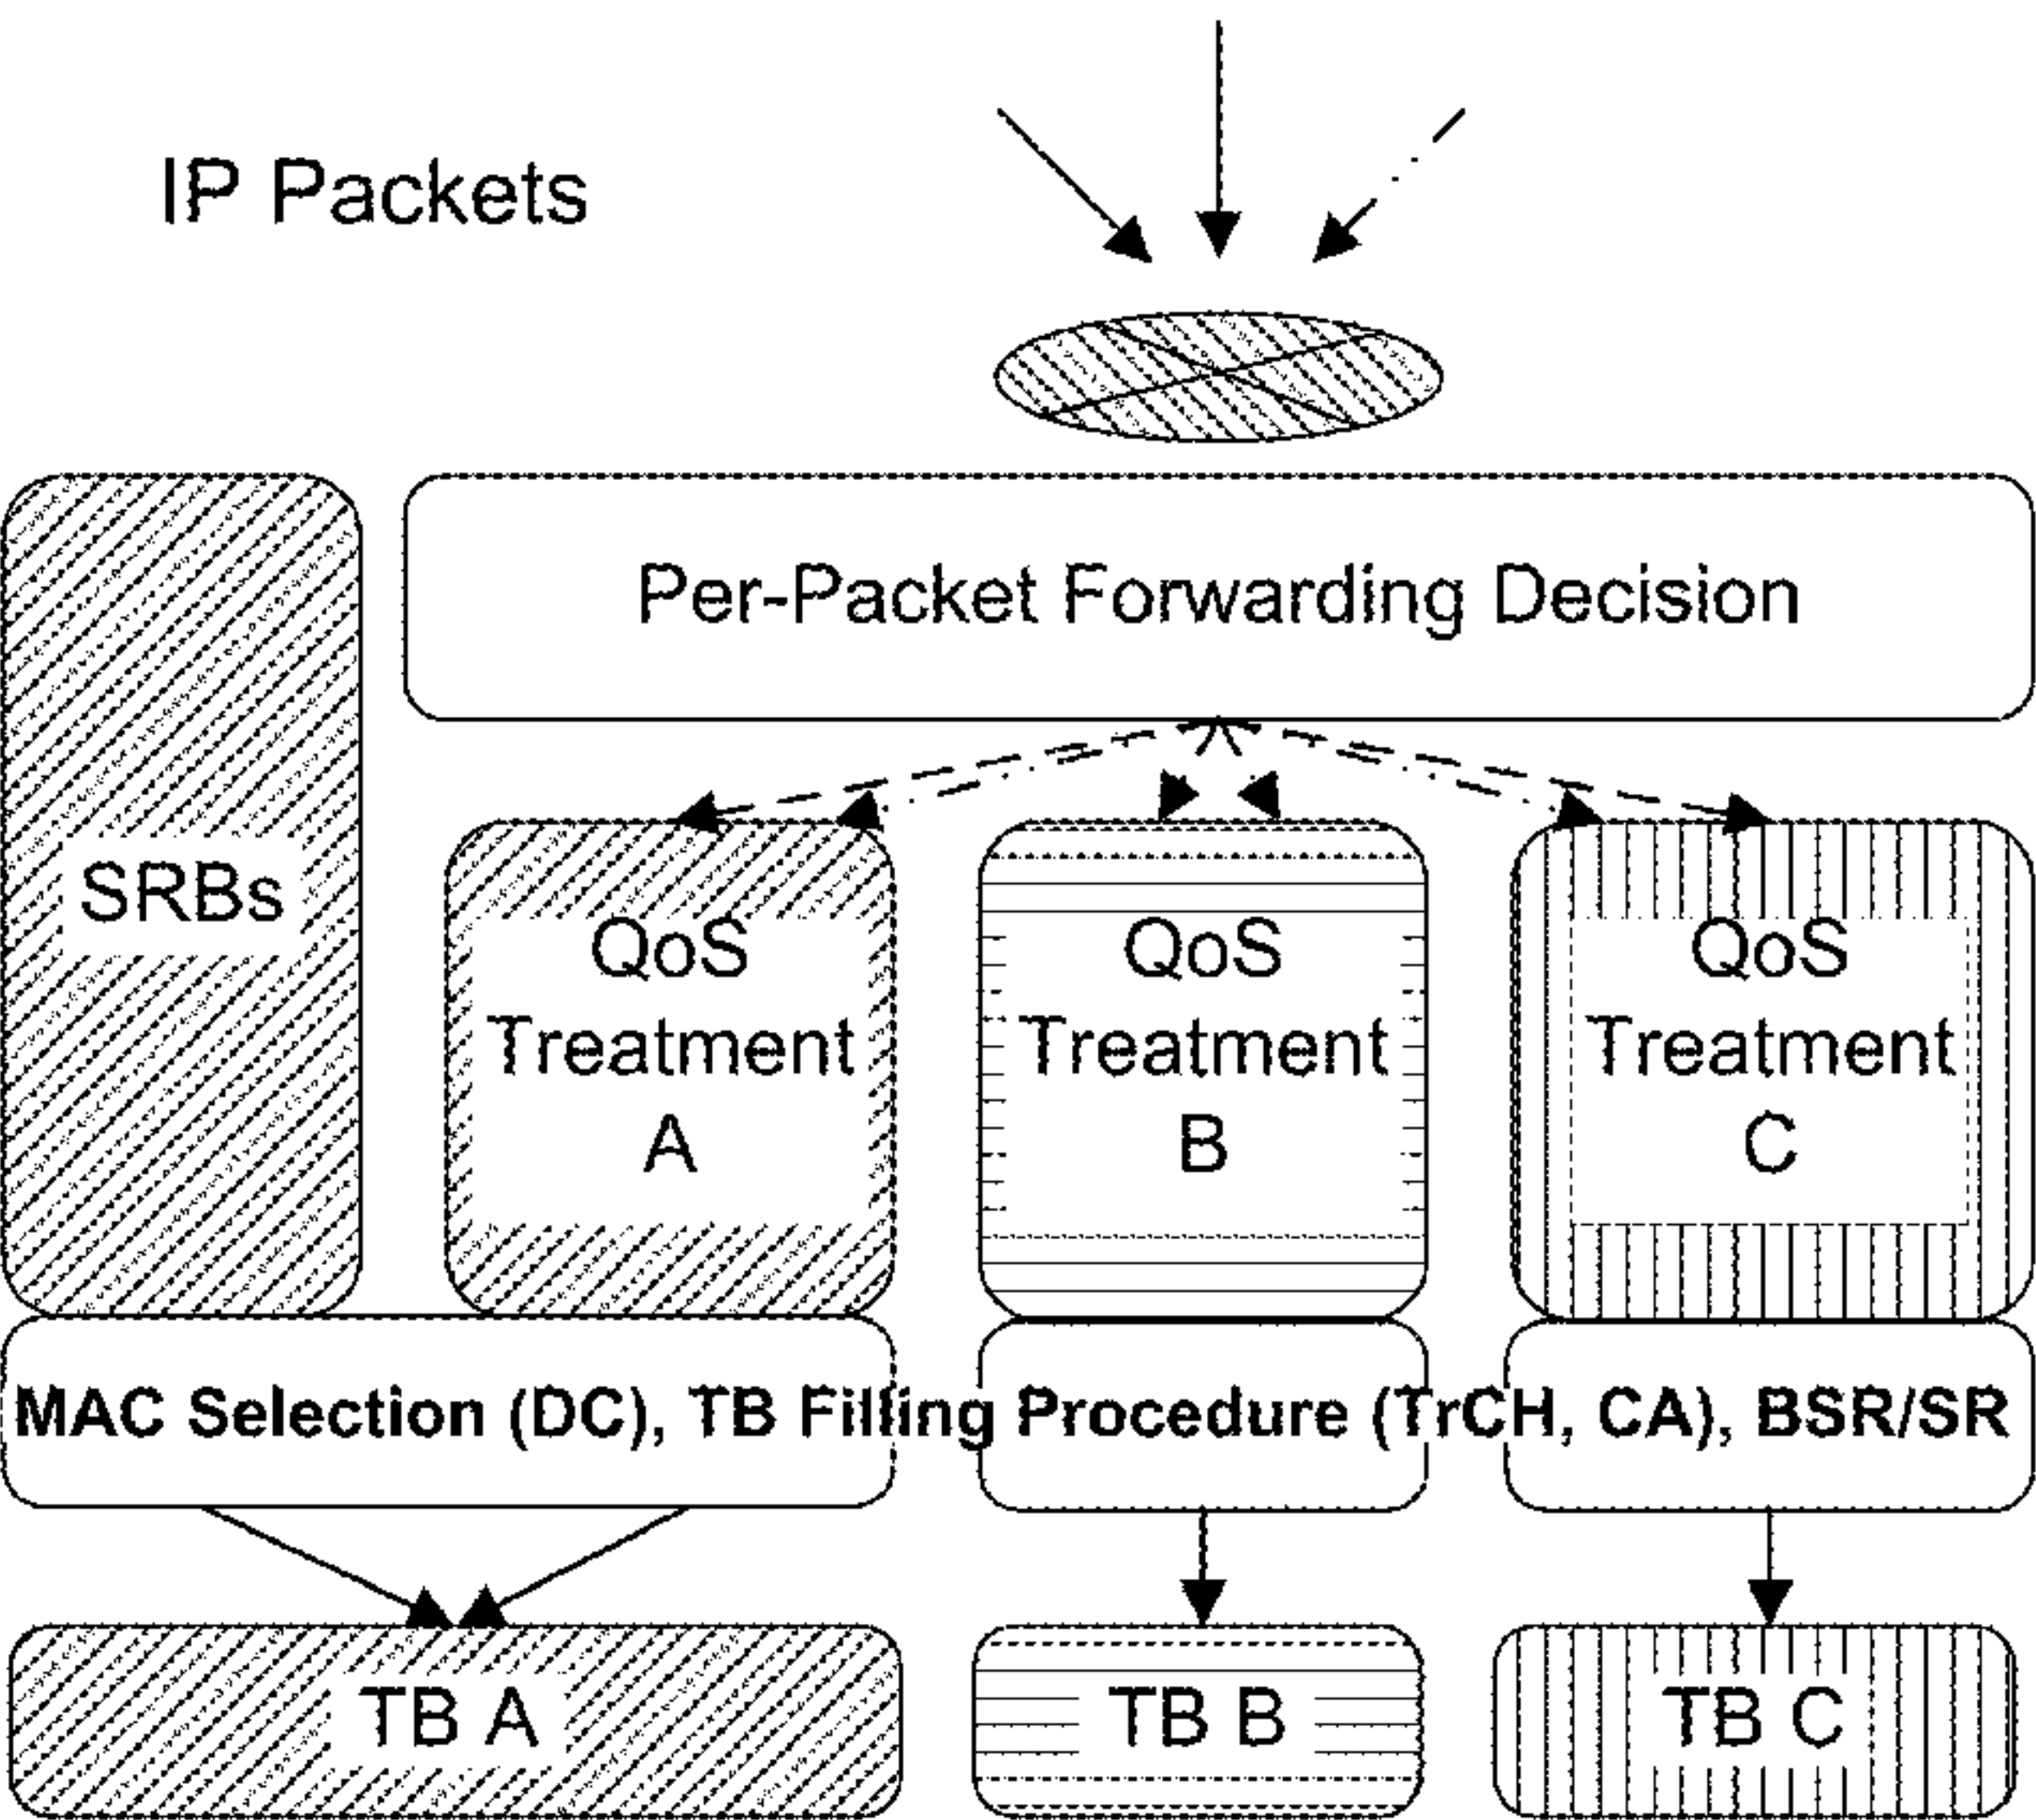 IP Packets
Per-Packet Forwarding Decision
SRBs
QoS
Treatment
A
QoS
Treatment
B
QoS
Treatment
C
MAC Selection (DC), TB Filling Procedure (TrCH, CA), BSR/SR
TB A
TB B
TB C